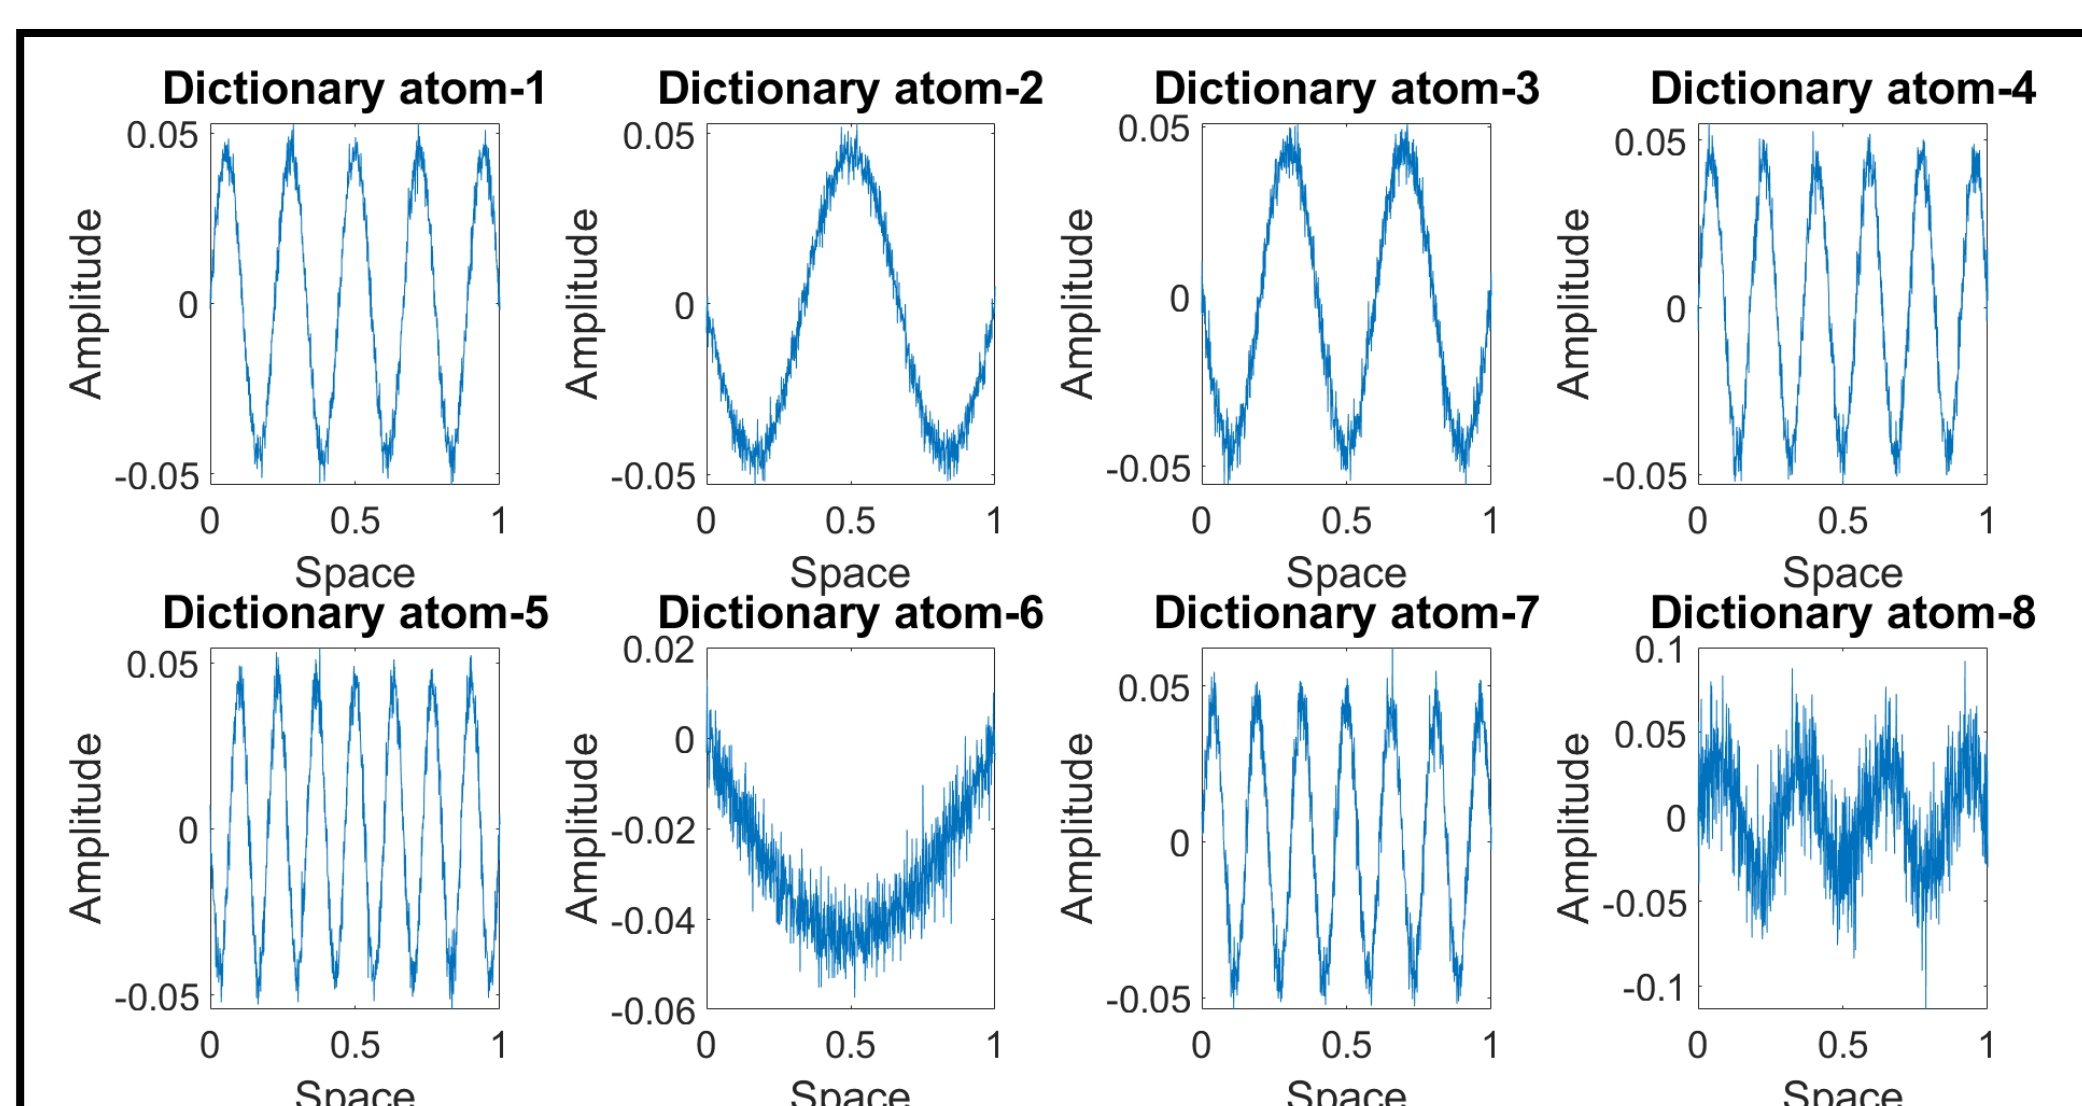 Dictionary atom-1 Dictionary atom-2 Dictionary atom-3 Dictionary atom-4
0.05 0.05 0.05 0.05
Amplitude Amplitude Amplitude Amplitude
0 0 0 0
-0.05 -0.05 -0.05 -0.05
0 0.5 1 0 0.5 1 0 0.5 1 0 0.5 1
Space Space Space Space
Dictionary atom-5 Dictionary atom-6 Dictionary atom-7 Dictionary atom-8
0.05 0.02 0.05 0.1
0.05
Amplitude Amplitude Amplitude Amplitude
0 0 0 0
-0.02
-0.04 -0.05
-0.05 -0.06 -0.05 -0.1
0 0.5 1 0 0.5 1 0 0.5 1 0 0.5 1
Space Space Space Space